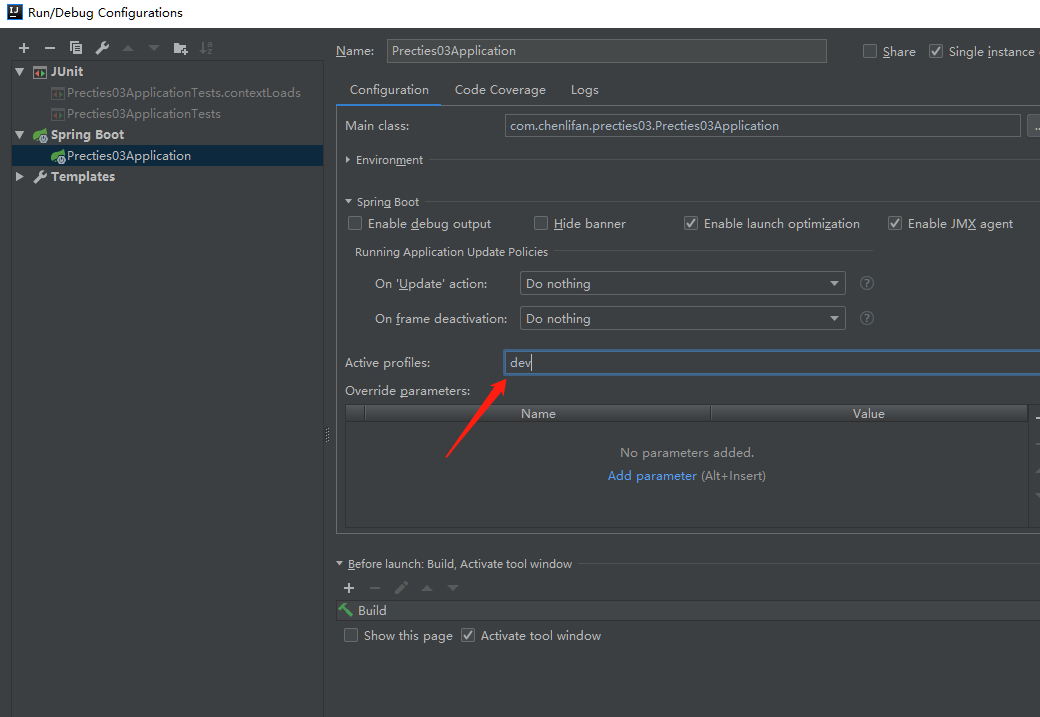 Run/Debug Configurations
Name: Precties03Application Share Single instance
JUnit
Precties03ApplicationTests.contextLoads
Precties03ApplicationTests
Spring Boot
Precties03Application
Templates
Configuration Code Coverage Logs
Main class: com.chenlifan.precties03.Precties03Application ...
Environment
Spring Boot
Enable debug output Hide banner Enable launch optimization Enable JMX agent
Running Application Update Policies
On 'Update' action: Do nothing ?
On frame deactivation: Do nothing ?
Active profiles: dev
Override parameters:
Name Value
No parameters added.
Add parameter (Alt+Insert)
Before launch: Build, Activate tool window
Build
Show this page Activate tool window